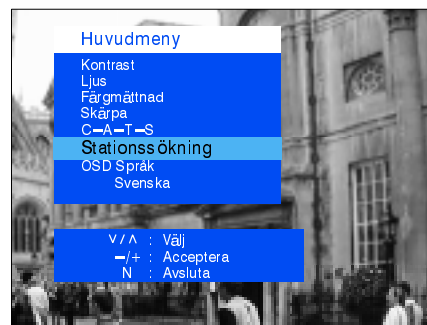 Huvudmeny
Kontrast
Ljus
Färgmättnad
Skärpa
C-A-T-S
Stationssökning
OSD Språk
Svenska
∨/∧ : Välj
−/+ : Acceptera
N : Avsluta